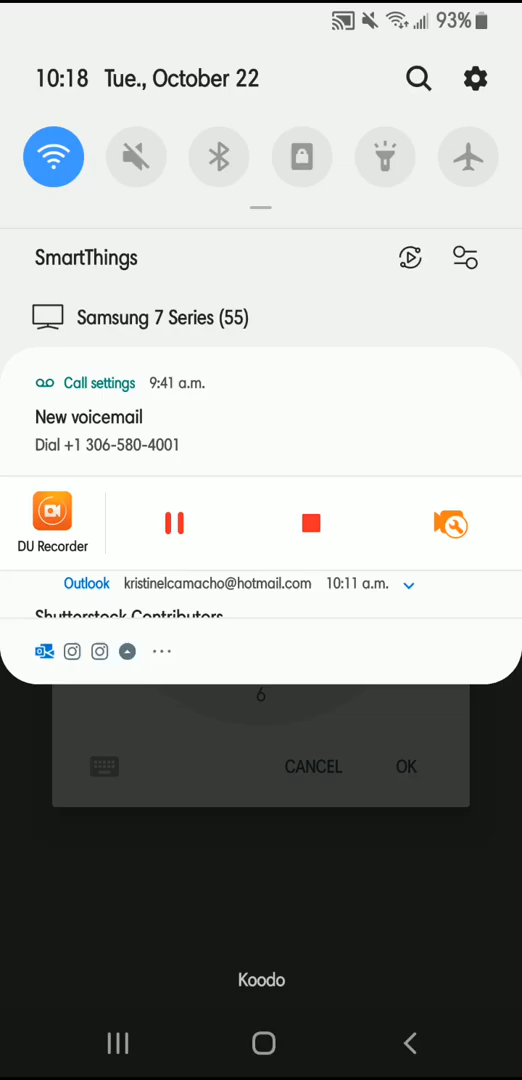 93%
10:18 Tue., October 22
SmartThings
Samsung 7 Series (55)
Call settings 9:41 a.m.
New voicemail
Dial +1 306-580-4001
DU Recorder
Outlook kristinelcamacho@hotmail.com 10:11 a.m.
Shutterstock Contributors
6
CANCEL OK
Koodo